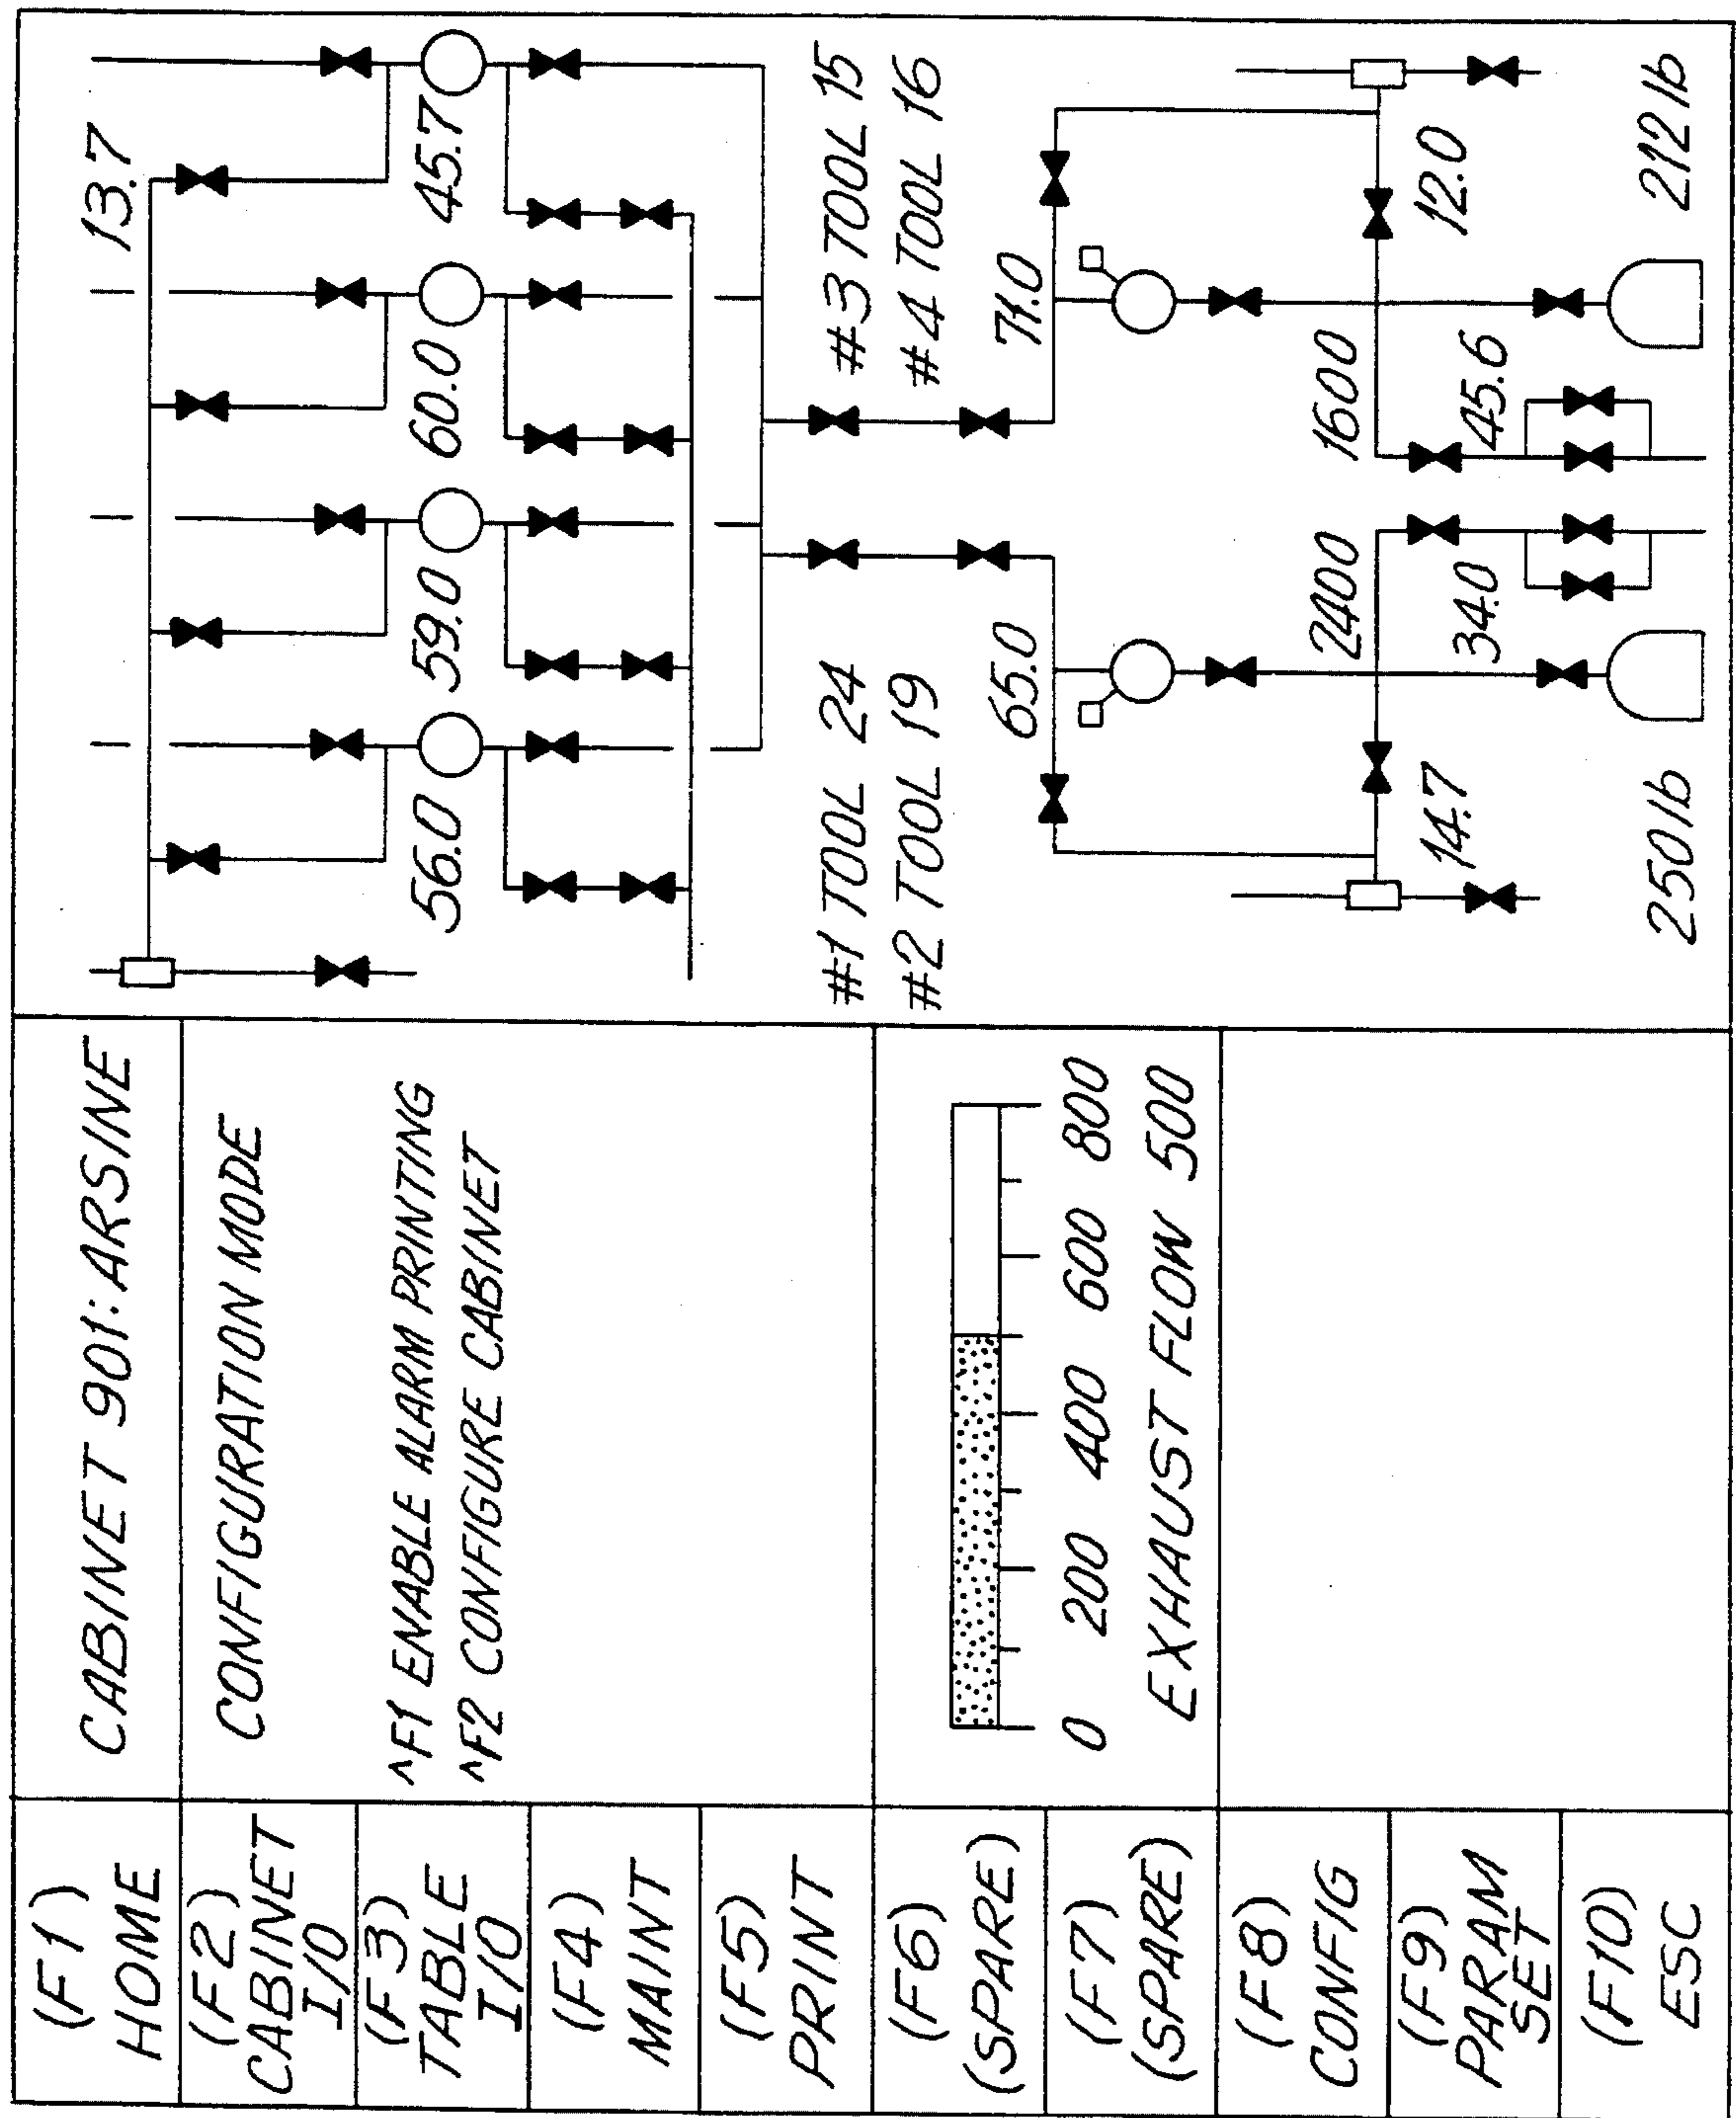 (F1)
HOME
(F2)
CABINET
I/O
(F3)
TABLE
I/O
(F4)
MAINT
(F5)
PRINT
(F6)
(SPARE)
(F7)
(SPARE)
(F8)
CONFIG
(F9)
PARAM
SET
(F10)
ESC
CABINET 901: ARSINE
CONFIGURATION MODE
^F1 ENABLE ALARM PRINTING
^F2 CONFIGURE CABINET
0 200 400 600 800
EXHAUST FLOW 500
13.7
56.0 59.0 60.0 45.7
#1 TOOL 24 #3 TOOL 15
#2 TOOL 19 #4 TOOL 16
65.0 71.0
2400 1600
14.7 34.0 45.6 12.0
250 lb 212 lb